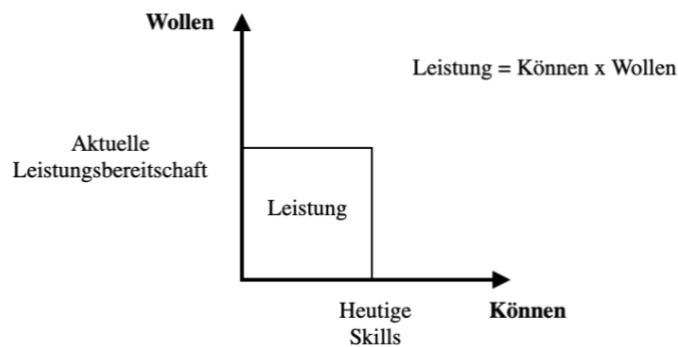 Wollen
Leistung = Können x Wollen
Aktuelle
Leistungsbereitschaft
Leistung
Heutige
Skills
Können